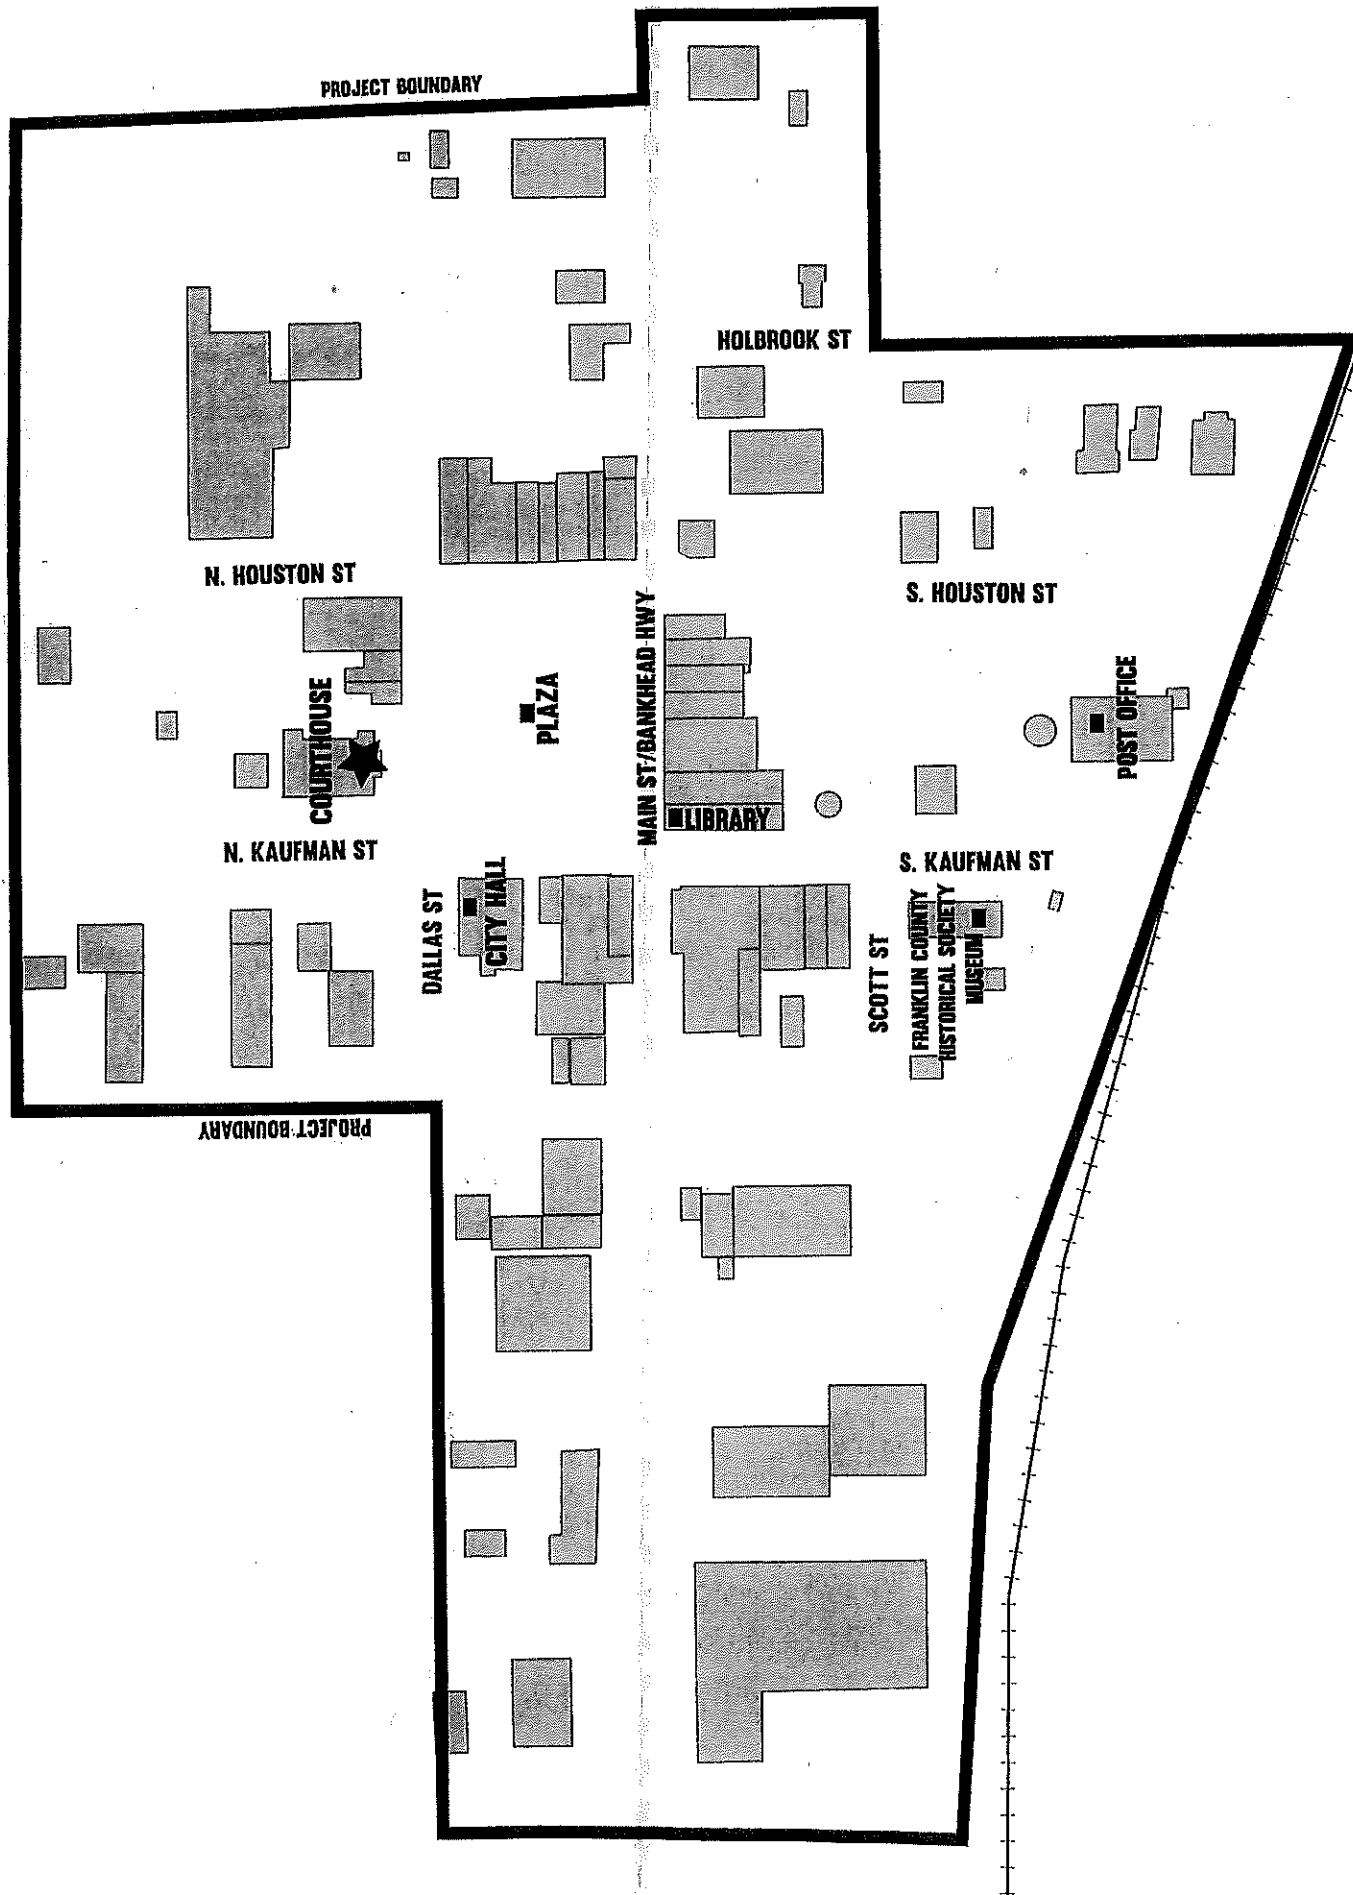 PROJECT BOUNDARY
HOLBROOK ST
N. HOUSTON ST
S. HOUSTON ST
COURTHOUSE
PLAZA
MAIN ST/BANKHEAD HWY
POST OFFICE
LIBRARY
N. KAUFMAN ST
S. KAUFMAN ST
DALLAS ST
CITY HALL
SCOTT ST
FRANKLIN COUNTY
HISTORICAL SOCIETY
MUSEUM
PROJECT BOUNDARY